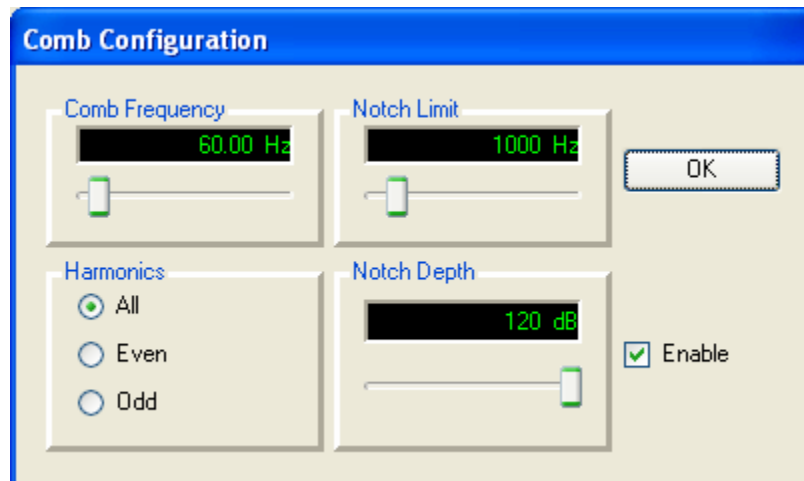 Comb Configuration
Comb Frequency
60.00 Hz
Notch Limit
1000 Hz
OK
Harmonics
All
Even
Odd
Notch Depth
120 dB
Enable